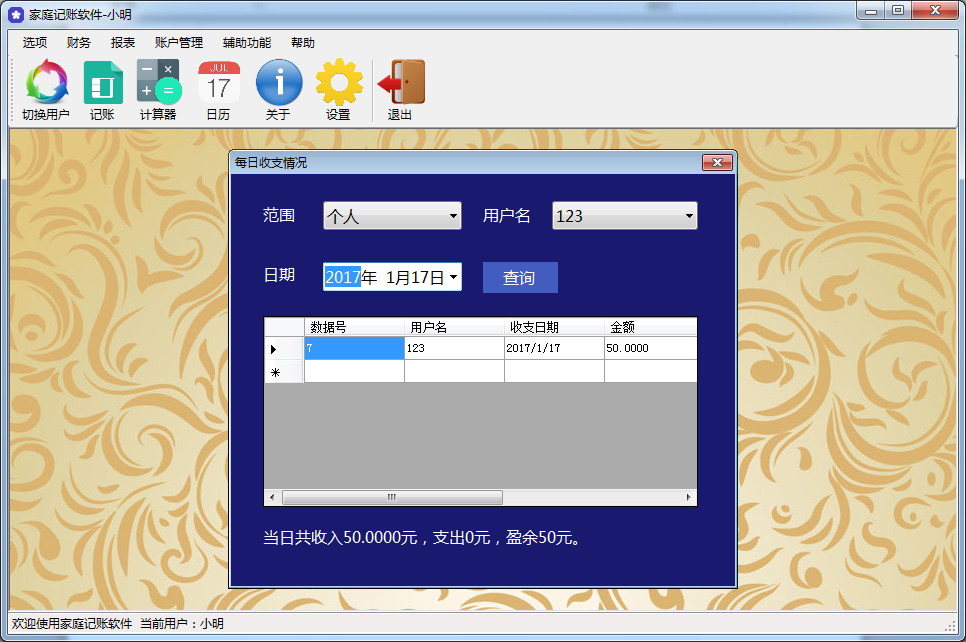 家庭记账软件-小明
选项 财务 报表 账户管理 辅助功能 帮助
JUL
17
切换用户 记账 计算器 日历 关于 设置 退出
每日收支情况
范围 个人 用户名 123
日期 2017年 1月17日 查询
数据号 用户名 收支日期 金额
7 123 2017/1/17 50.0000
当日共收入50.0000元，支出0元，盈余50元。
欢迎使用家庭记账软件 当前用户：小明